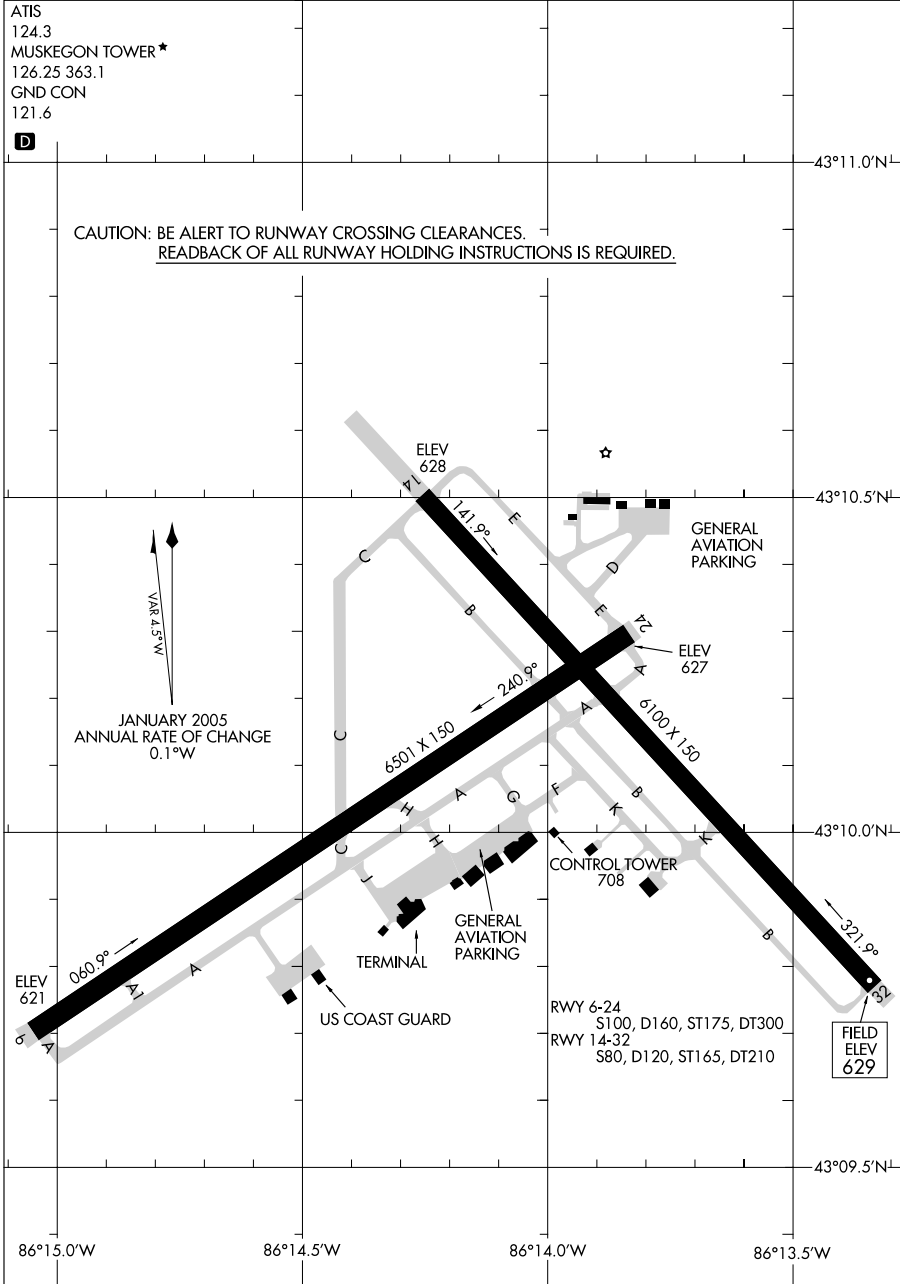 ATIS
124.3
MUSKEGON TOWER★
126.25 363.1
GND CON
121.6
D
43°11.0'N
CAUTION: BE ALERT TO RUNWAY CROSSING CLEARANCES.
READBACK OF ALL RUNWAY HOLDING INSTRUCTIONS IS REQUIRED.
ELEV
628
14
43°10.5'N
141.9°
E
GENERAL
AVIATION
PARKING
C
D
VAR 4.5°W
B
E
24
ELEV
627
A
240.9°
A
JANUARY 2005
ANNUAL RATE OF CHANGE
0.1°W
C
6501 X 150
6100 X 150
H
A
G
F
K
B
43°10.0'N
C
H
K
J
CONTROL TOWER
708
GENERAL
AVIATION
PARKING
TERMINAL
B
321.9°
060.9°
A
A1
ELEV
621
US COAST GUARD
32
RWY 6-24
S100, D160, ST175, DT300
RWY 14-32
S80, D120, ST165, DT210
FIELD
ELEV
629
6
A
43°09.5'N
86°15.0'W
86°14.5'W
86°14.0'W
86°13.5'W